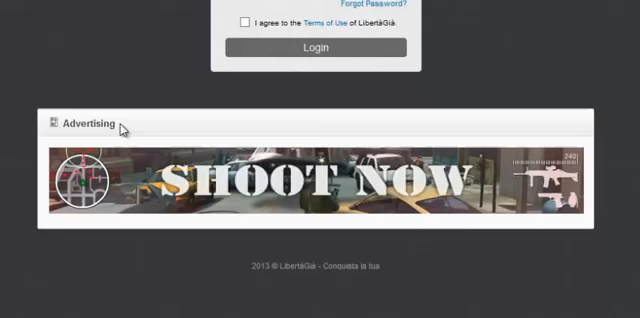 Forgot Password?
I agree to the Terms of Use of LibertàGià.
Login
Advertising
SHOOT NOW
240
2013 © LibertàGià - Conquista la tua